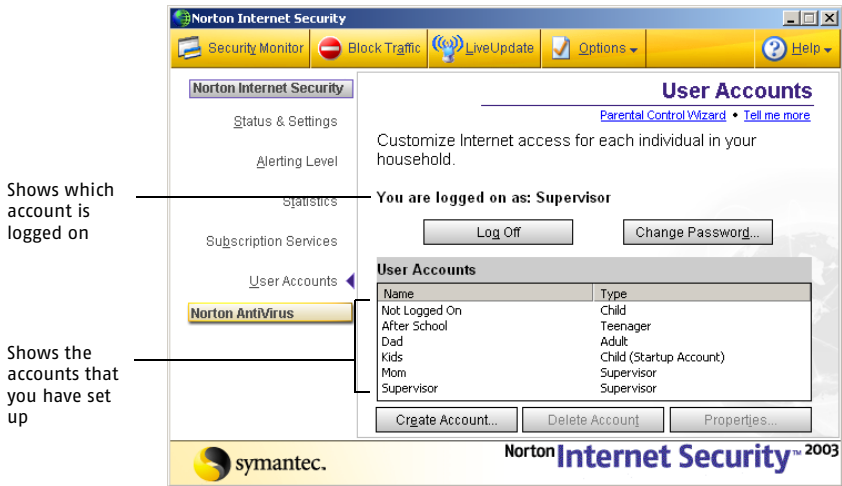 Norton Internet Security
Security Monitor
Block Traffic
LiveUpdate
Options
Help
Norton Internet Security
Status & Settings
Alerting Level
Statistics
Subscription Services
User Accounts
Norton AntiVirus
User Accounts
Parental Control Wizard • Tell me more
Customize Internet access for each individual in your
household.
Shows which
account is
logged on
You are logged on as: Supervisor
Log Off
Change Password...
User Accounts
Name Type
Not Logged On Child
After School Teenager
Dad Adult
Kids Child (Startup Account)
Mom Supervisor
Supervisor Supervisor
Shows the
accounts that
you have set
up
Create Account...
Delete Account
Properties...
symantec.
Norton Internet Security™ 2003